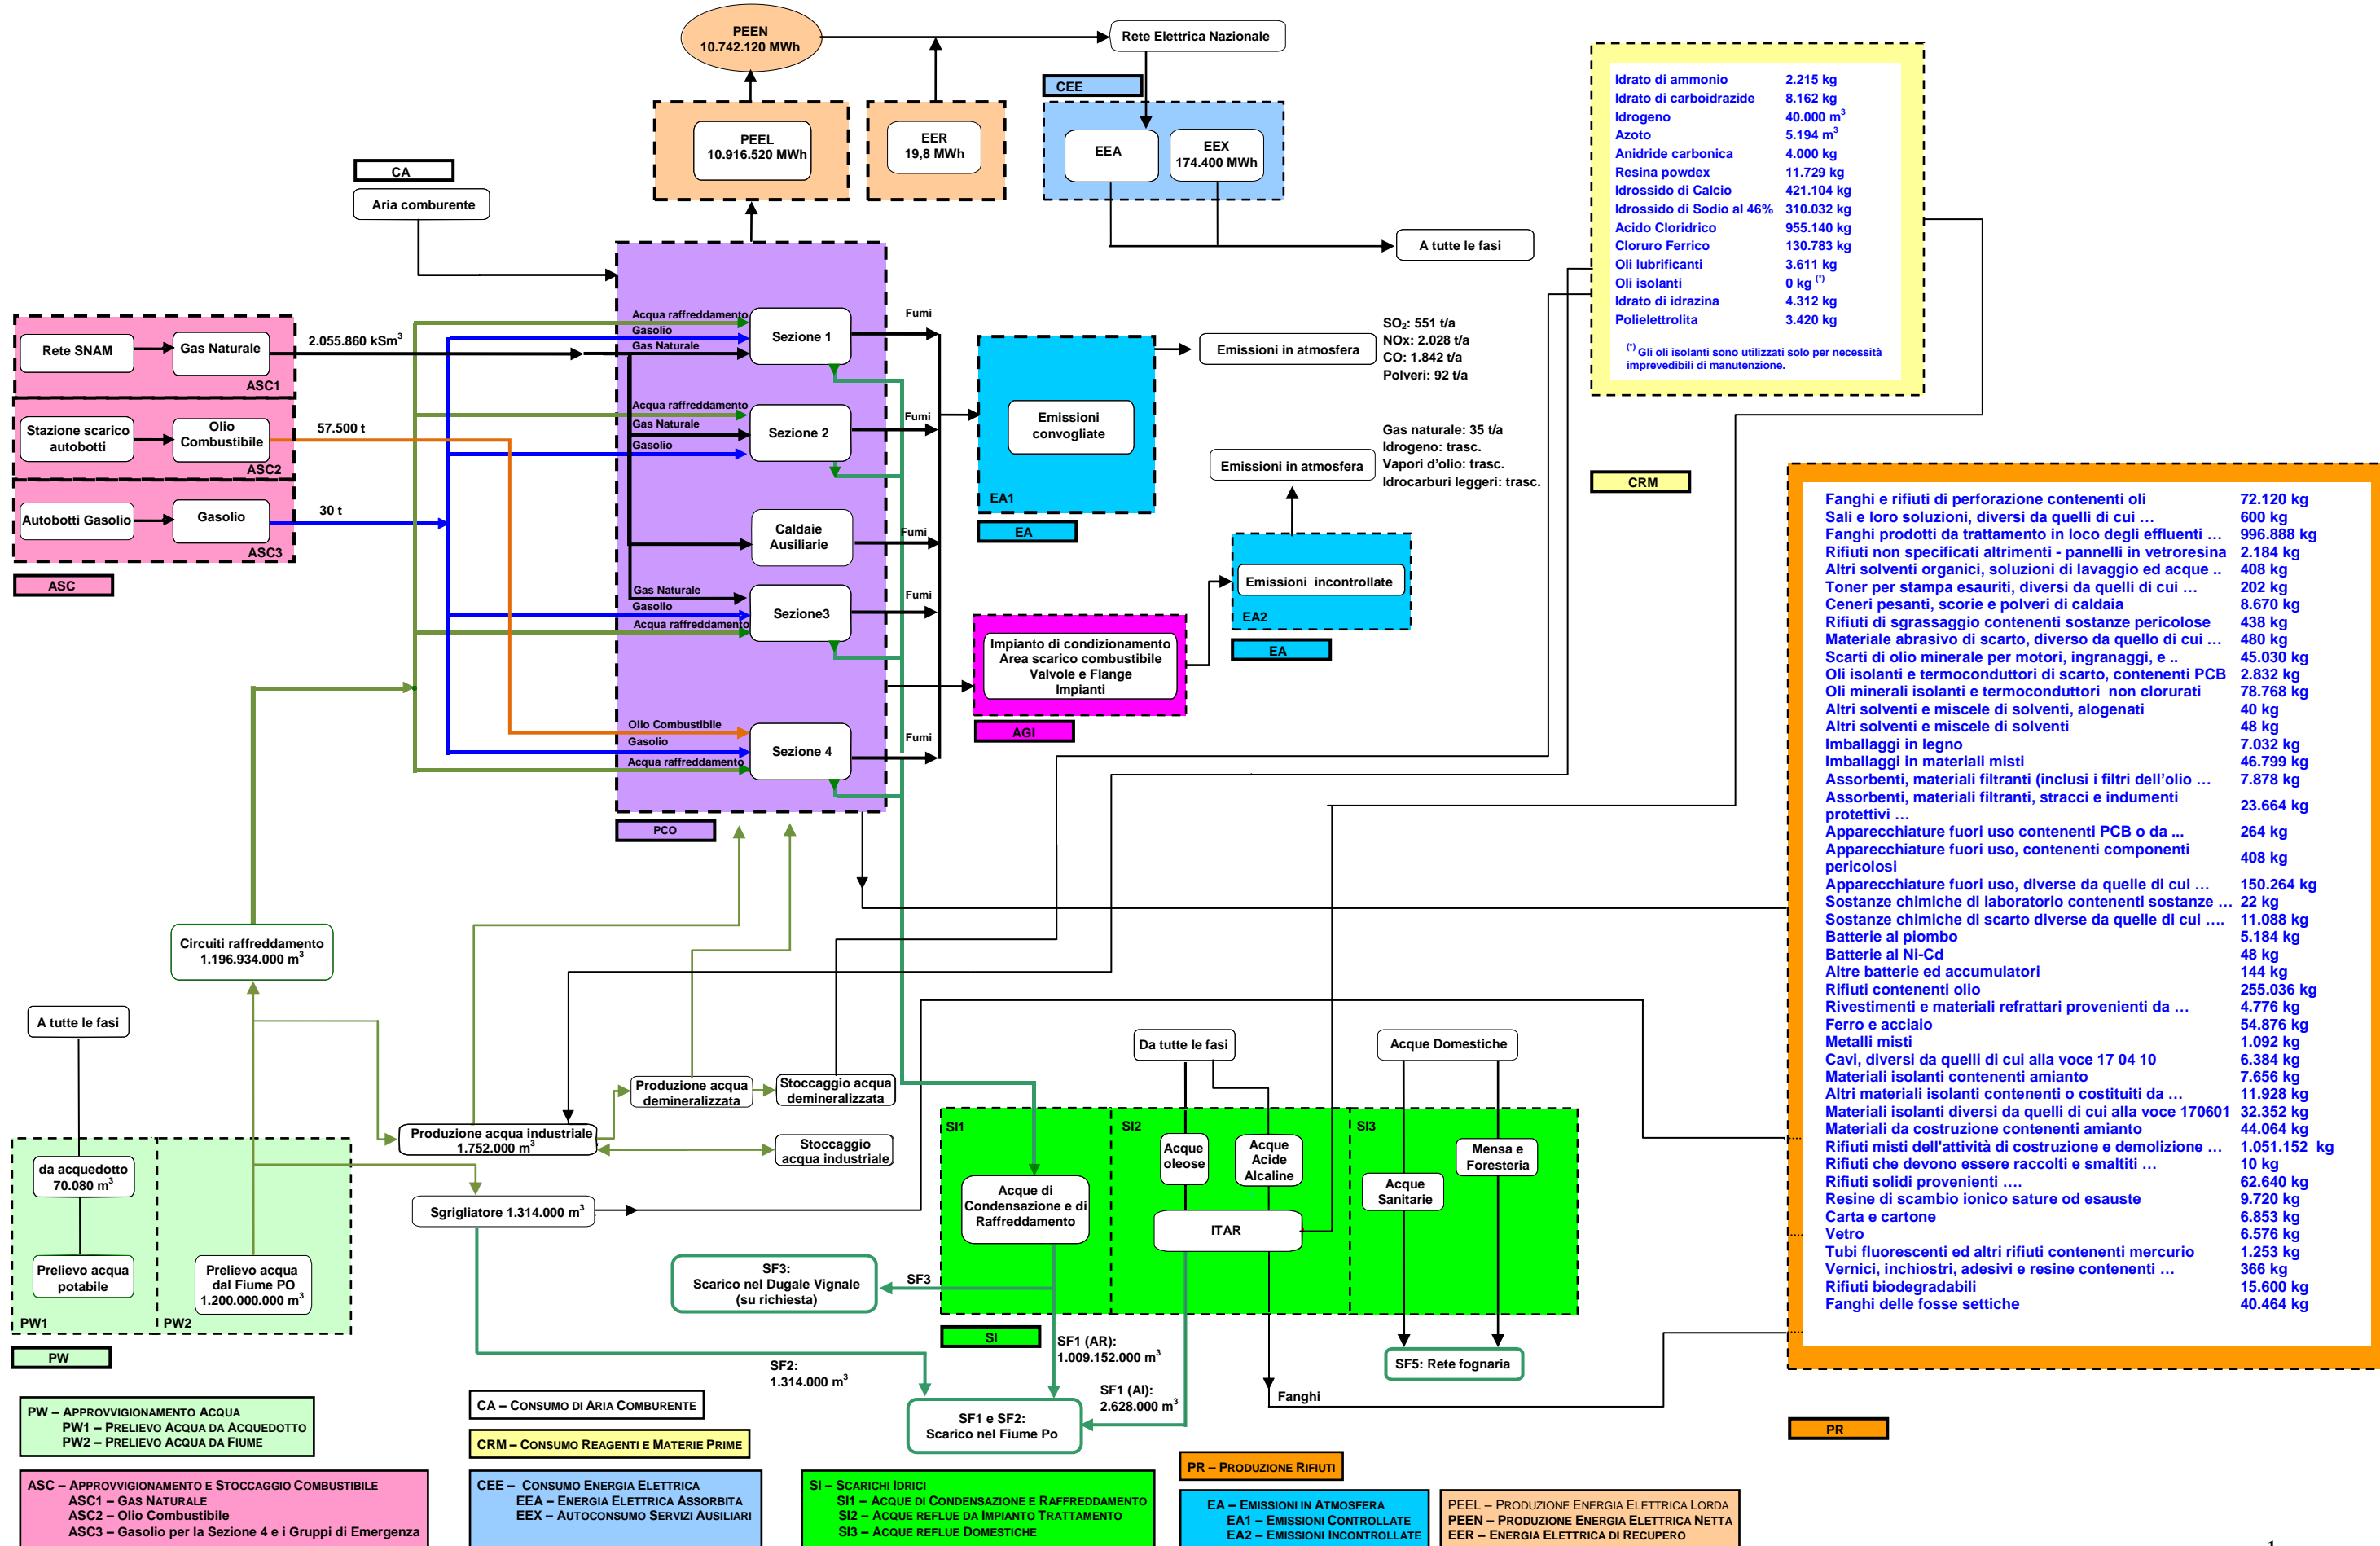 PEEN
10.742.120 MWh
Rete Elettrica Nazionale
CEE
PEEL
10.916.520 MWh
EER
19,8 MWh
EEA
EEX
174.400 MWh
A tutte le fasi
CA
Aria comburente
Idrato di ammonio 2.215 kg
Idrato di carboidrazide 8.162 kg
Idrogeno 40.000 m³
Azoto 5.194 m³
Anidride carbonica 4.000 kg
Resina powdex 11.729 kg
Idrossido di Calcio 421.104 kg
Idrossido di Sodio al 46% 310.032 kg
Acido Cloridrico 955.140 kg
Cloruro Ferrico 130.783 kg
Oli lubrificanti 3.611 kg
Oli isolanti 0 kg (*)
Idrato di idrazina 4.312 kg
Polielettrolita 3.420 kg
(*) Gli oli isolanti sono utilizzati solo per necessità
imprevedibili di manutenzione.
CRM
Rete SNAM
Gas Naturale
ASC1
2.055.860 kSm³
Stazione scarico
autobotti
Olio
Combustibile
ASC2
57.500 t
Autobotti Gasolio
Gasolio
ASC3
30 t
ASC
Acqua raffreddamento
Gasolio
Gas Naturale
Sezione 1
Fumi
Acqua raffreddamento
Gas Naturale
Gasolio
Sezione 2
Fumi
Caldaie
Ausiliarie
Fumi
Gas Naturale
Gasolio
Acqua raffreddamento
Sezione3
Fumi
Olio Combustibile
Gasolio
Acqua raffreddamento
Sezione 4
Fumi
PCO
Emissioni
convogliate
EA1
EA
Emissioni in atmosfera
SO₂: 551 t/a
NOx: 2.028 t/a
CO: 1.842 t/a
Polveri: 92 t/a
Emissioni in atmosfera
Gas naturale: 35 t/a
Idrogeno: trasc.
Vapori d'olio: trasc.
Idrocarburi leggeri: trasc.
Emissioni incontrollate
EA2
EA
Impianto di condizionamento
Area scarico combustibile
Valvole e Flange
Impianti
AGI
Fanghi e rifiuti di perforazione contenenti oli 72.120 kg
Sali e loro soluzioni, diversi da quelli di cui … 600 kg
Fanghi prodotti da trattamento in loco degli effluenti … 996.888 kg
Rifiuti non specificati altrimenti - pannelli in vetroresina 2.184 kg
Altri solventi organici, soluzioni di lavaggio ed acque .. 408 kg
Toner per stampa esauriti, diversi da quelli di cui … 202 kg
Ceneri pesanti, scorie e polveri di caldaia 8.670 kg
Rifiuti di sgrassaggio contenenti sostanze pericolose 438 kg
Materiale abrasivo di scarto, diverso da quello di cui … 480 kg
Scarti di olio minerale per motori, ingranaggi, e .. 45.030 kg
Oli isolanti e termoconduttori di scarto, contenenti PCB 2.832 kg
Oli minerali isolanti e termoconduttori non clorurati 78.768 kg
Altri solventi e miscele di solventi, alogenati 40 kg
Altri solventi e miscele di solventi 48 kg
Imballaggi in legno 7.032 kg
Imballaggi in materiali misti 46.799 kg
Assorbenti, materiali filtranti (inclusi i filtri dell'olio … 7.878 kg
Assorbenti, materiali filtranti, stracci e indumenti
protettivi … 23.664 kg
Apparecchiature fuori uso contenenti PCB o da ... 264 kg
Apparecchiature fuori uso, contenenti componenti
pericolosi 408 kg
Apparecchiature fuori uso, diverse da quelle di cui … 150.264 kg
Sostanze chimiche di laboratorio contenenti sostanze … 22 kg
Sostanze chimiche di scarto diverse da quelle di cui …. 11.088 kg
Batterie al piombo 5.184 kg
Batterie al Ni-Cd 48 kg
Altre batterie ed accumulatori 144 kg
Rifiuti contenenti olio 255.036 kg
Rivestimenti e materiali refrattari provenienti da … 4.776 kg
Ferro e acciaio 54.876 kg
Metalli misti 1.092 kg
Cavi, diversi da quelli di cui alla voce 17 04 10 6.384 kg
Materiali isolanti contenenti amianto 7.656 kg
Altri materiali isolanti contenenti o costituiti da … 11.928 kg
Materiali isolanti diversi da quelli di cui alla voce 170601 32.352 kg
Materiali da costruzione contenenti amianto 44.064 kg
Rifiuti misti dell'attività di costruzione e demolizione … 1.051.152 kg
Rifiuti che devono essere raccolti e smaltiti … 10 kg
Rifiuti solidi provenienti …. 62.640 kg
Resine di scambio ionico sature od esauste 9.720 kg
Carta e cartone 6.853 kg
Vetro 6.576 kg
Tubi fluorescenti ed altri rifiuti contenenti mercurio 1.253 kg
Vernici, inchiostri, adesivi e resine contenenti … 366 kg
Rifiuti biodegradabili 15.600 kg
Fanghi delle fosse settiche 40.464 kg
PR
Circuiti raffreddamento
1.196.934.000 m³
A tutte le fasi
da acquedotto
70.080 m³
Prelievo acqua
potabile
PW1
Prelievo acqua
dal Fiume PO
1.200.000.000 m³
PW2
PW
Produzione acqua industriale
1.752.000 m³
Produzione acqua
demineralizzata
Stoccaggio acqua
demineralizzata
Stoccaggio
acqua industriale
Sgrigliatore 1.314.000 m³
Da tutte le fasi
Acque Domestiche
SI1
Acque di
Condensazione e di
Raffreddamento
SI2
Acque
oleose
Acque
Acide
Alcaline
ITAR
SI3
Acque
Sanitarie
Mensa e
Foresteria
SI
SF3:
Scarico nel Dugale Vignale
(su richiesta)
SF3
SF1 (AR):
1.009.152.000 m³
SF2:
1.314.000 m³
SF1 (AI):
2.628.000 m³
SF1 e SF2:
Scarico nel Fiume Po
Fanghi
SF5: Rete fognaria
PW – APPROVVIGIONAMENTO ACQUA
PW1 – PRELIEVO ACQUA DA ACQUEDOTTO
PW2 – PRELIEVO ACQUA DA FIUME
CA – CONSUMO DI ARIA COMBURENTE
CRM – CONSUMO REAGENTI E MATERIE PRIME
ASC – APPROVVIGIONAMENTO E STOCCAGGIO COMBUSTIBILE
ASC1 – GAS NATURALE
ASC2 – Olio Combustibile
ASC3 – Gasolio per la Sezione 4 e i Gruppi di Emergenza
CEE – CONSUMO ENERGIA ELETTRICA
EEA – ENERGIA ELETTRICA ASSORBITA
EEX – AUTOCONSUMO SERVIZI AUSILIARI
SI – SCARICHI IDRICI
SI1 – ACQUE DI CONDENSAZIONE E RAFFREDDAMENTO
SI2 – ACQUE REFLUE DA IMPIANTO TRATTAMENTO
SI3 – ACQUE REFLUE DOMESTICHE
PR – PRODUZIONE RIFIUTI
EA – EMISSIONI IN ATMOSFERA
EA1 – EMISSIONI CONTROLLATE
EA2 – EMISSIONI INCONTROLLATE
PEEL – PRODUZIONE ENERGIA ELETTRICA LORDA
PEEN – PRODUZIONE ENERGIA ELETTRICA NETTA
EER – ENERGIA ELETTRICA DI RECUPERO
1